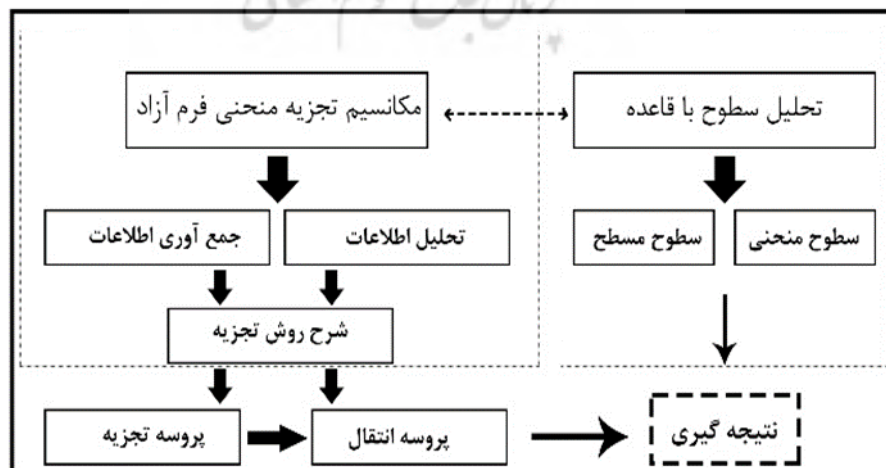 تحلیل سطوح با قاعده
مکانسیم تجزیه منحنی فرم آزاد
سطوح منحنی
سطوح مسطح
تحلیل اطلاعات
جمع آوری اطلاعات
شرح روش تجزیه
پروسه تجزیه
پروسه انتقال
نتیجه گیری